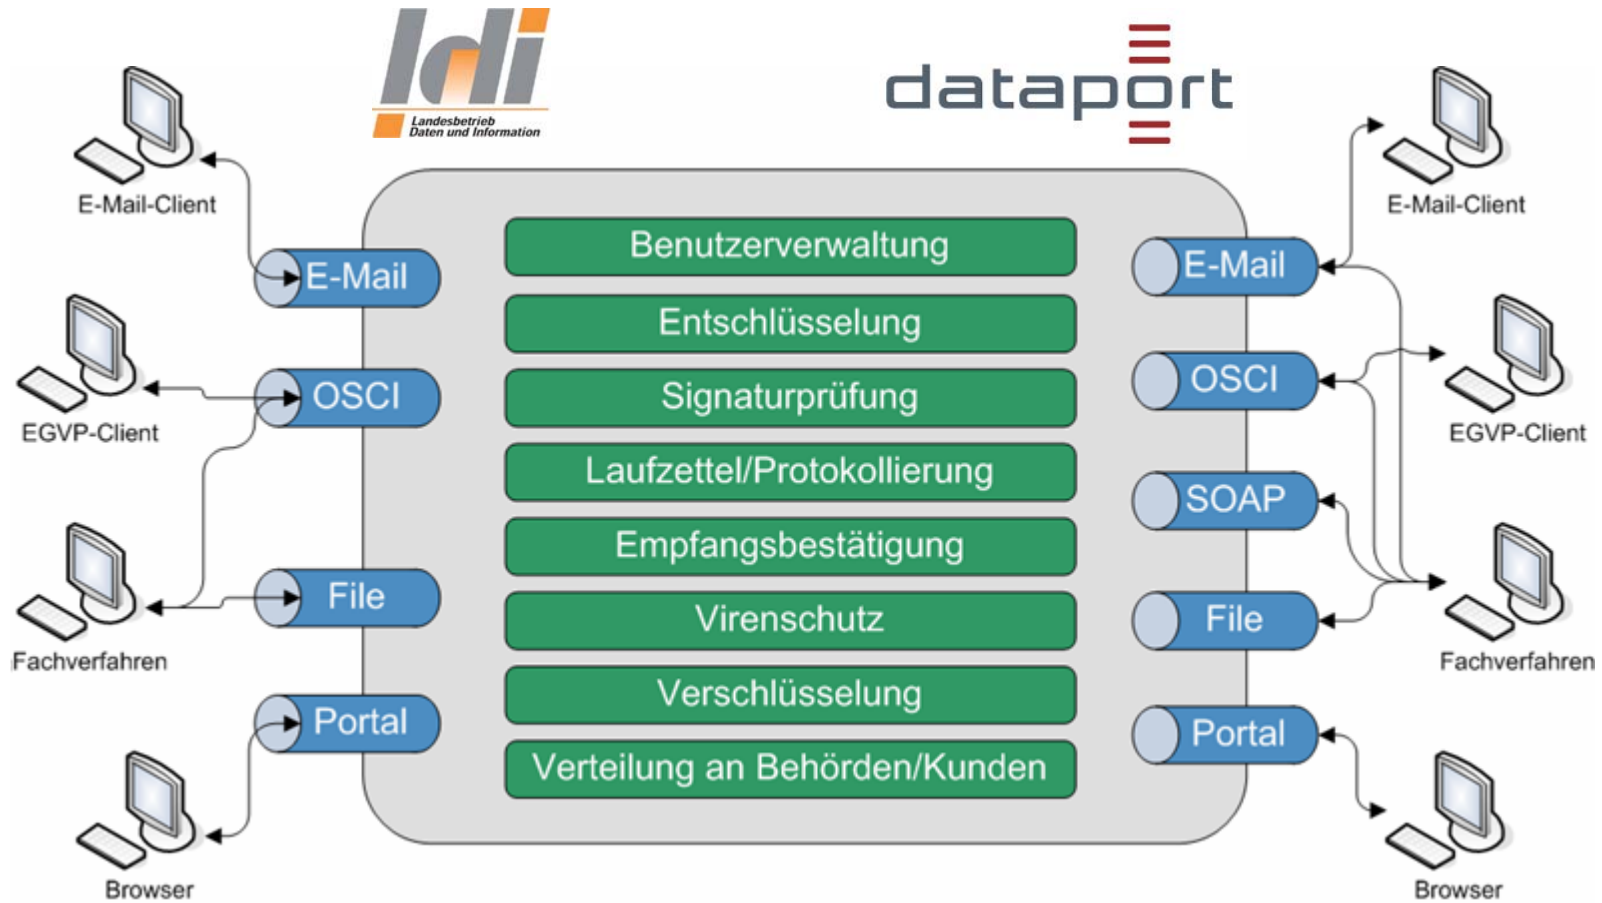 ldi
Landesbetrieb
Daten und Information
dataport
E-Mail-Client
EGVP-Client
Fachverfahren
Browser
E-Mail
OSCI
File
Portal
Benutzerverwaltung
Entschlüsselung
Signaturprüfung
Laufzettel/Protokollierung
Empfangsbestätigung
Virenschutz
Verschlüsselung
Verteilung an Behörden/Kunden
E-Mail
OSCI
SOAP
File
Portal
E-Mail-Client
EGVP-Client
Fachverfahren
Browser